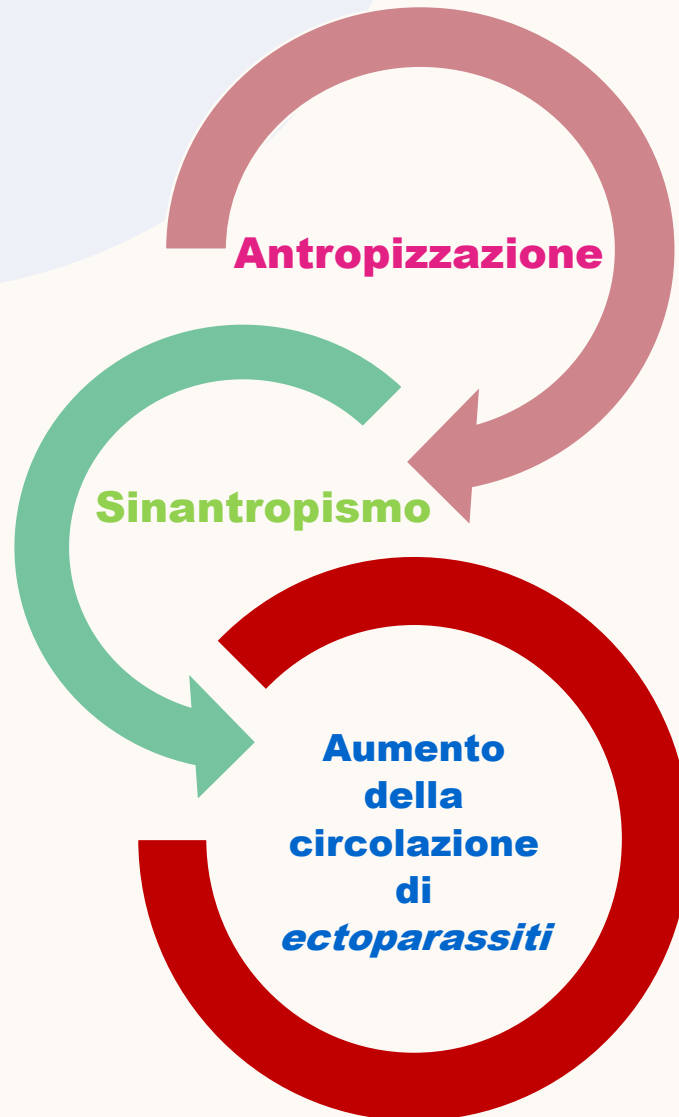 Antropizzazione
Sinantropismo
Aumento
della
circolazione
di
ectoparassiti